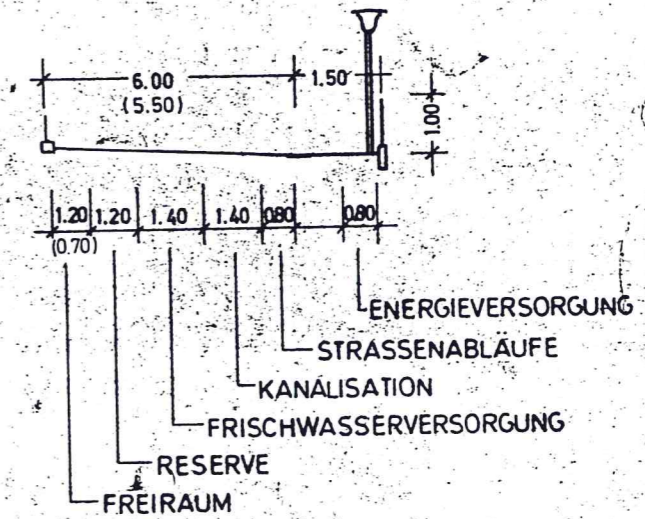 6.00 1.50
(5.50)
1.00
1.20 1.20 1.40 1.40 0.80 0.80
(0.70)
ENERGIEVERSORGUNG
STRASSENABLÄUFE
KANALISATION
FRISCHWASSERVERSORGUNG
RESERVE
FREIRAUM